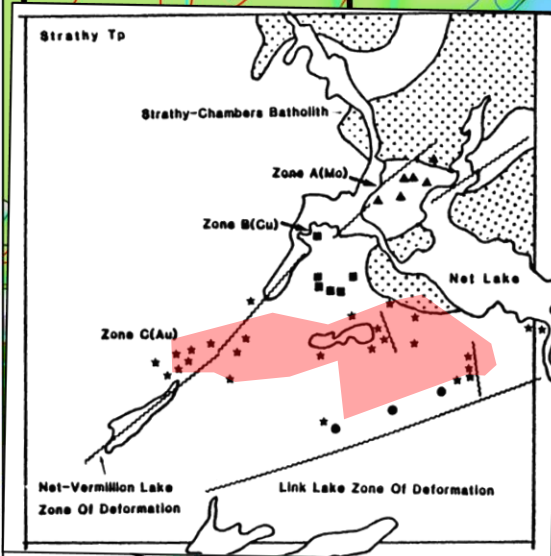 Strathy Tp
Strathy-Chambers Batholith
Zone A(Mo)
Zone B(Cu)
Net Lake
Zone C(Au)
Net-Vermilion Lake
Zone Of Deformation
Link Lake Zone Of Deformation